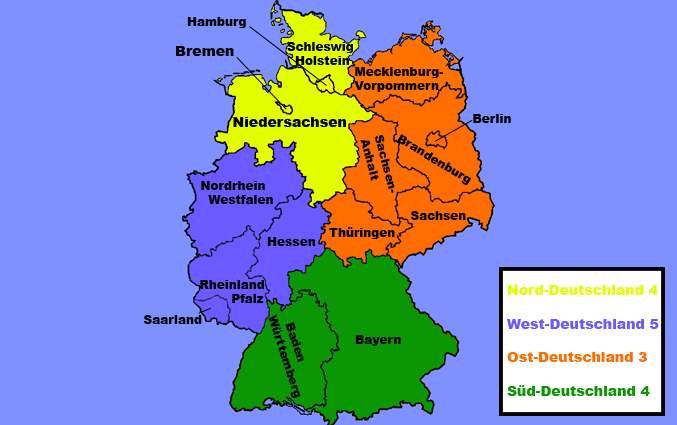 Hamburg
Bremen
Schleswig
Holstein
Mecklenburg-
Vorpommern
Niedersachsen
Berlin
Sachsen-
Anhalt
Brandenburg
Nordrhein
Westfalen
Sachsen
Thüringen
Hessen
Rheinland
Pfalz
Saarland
Baden
Württemberg
Bayern
Nord-Deutschland 4
West-Deutschland 5
Ost-Deutschland 3
Süd-Deutschland 4